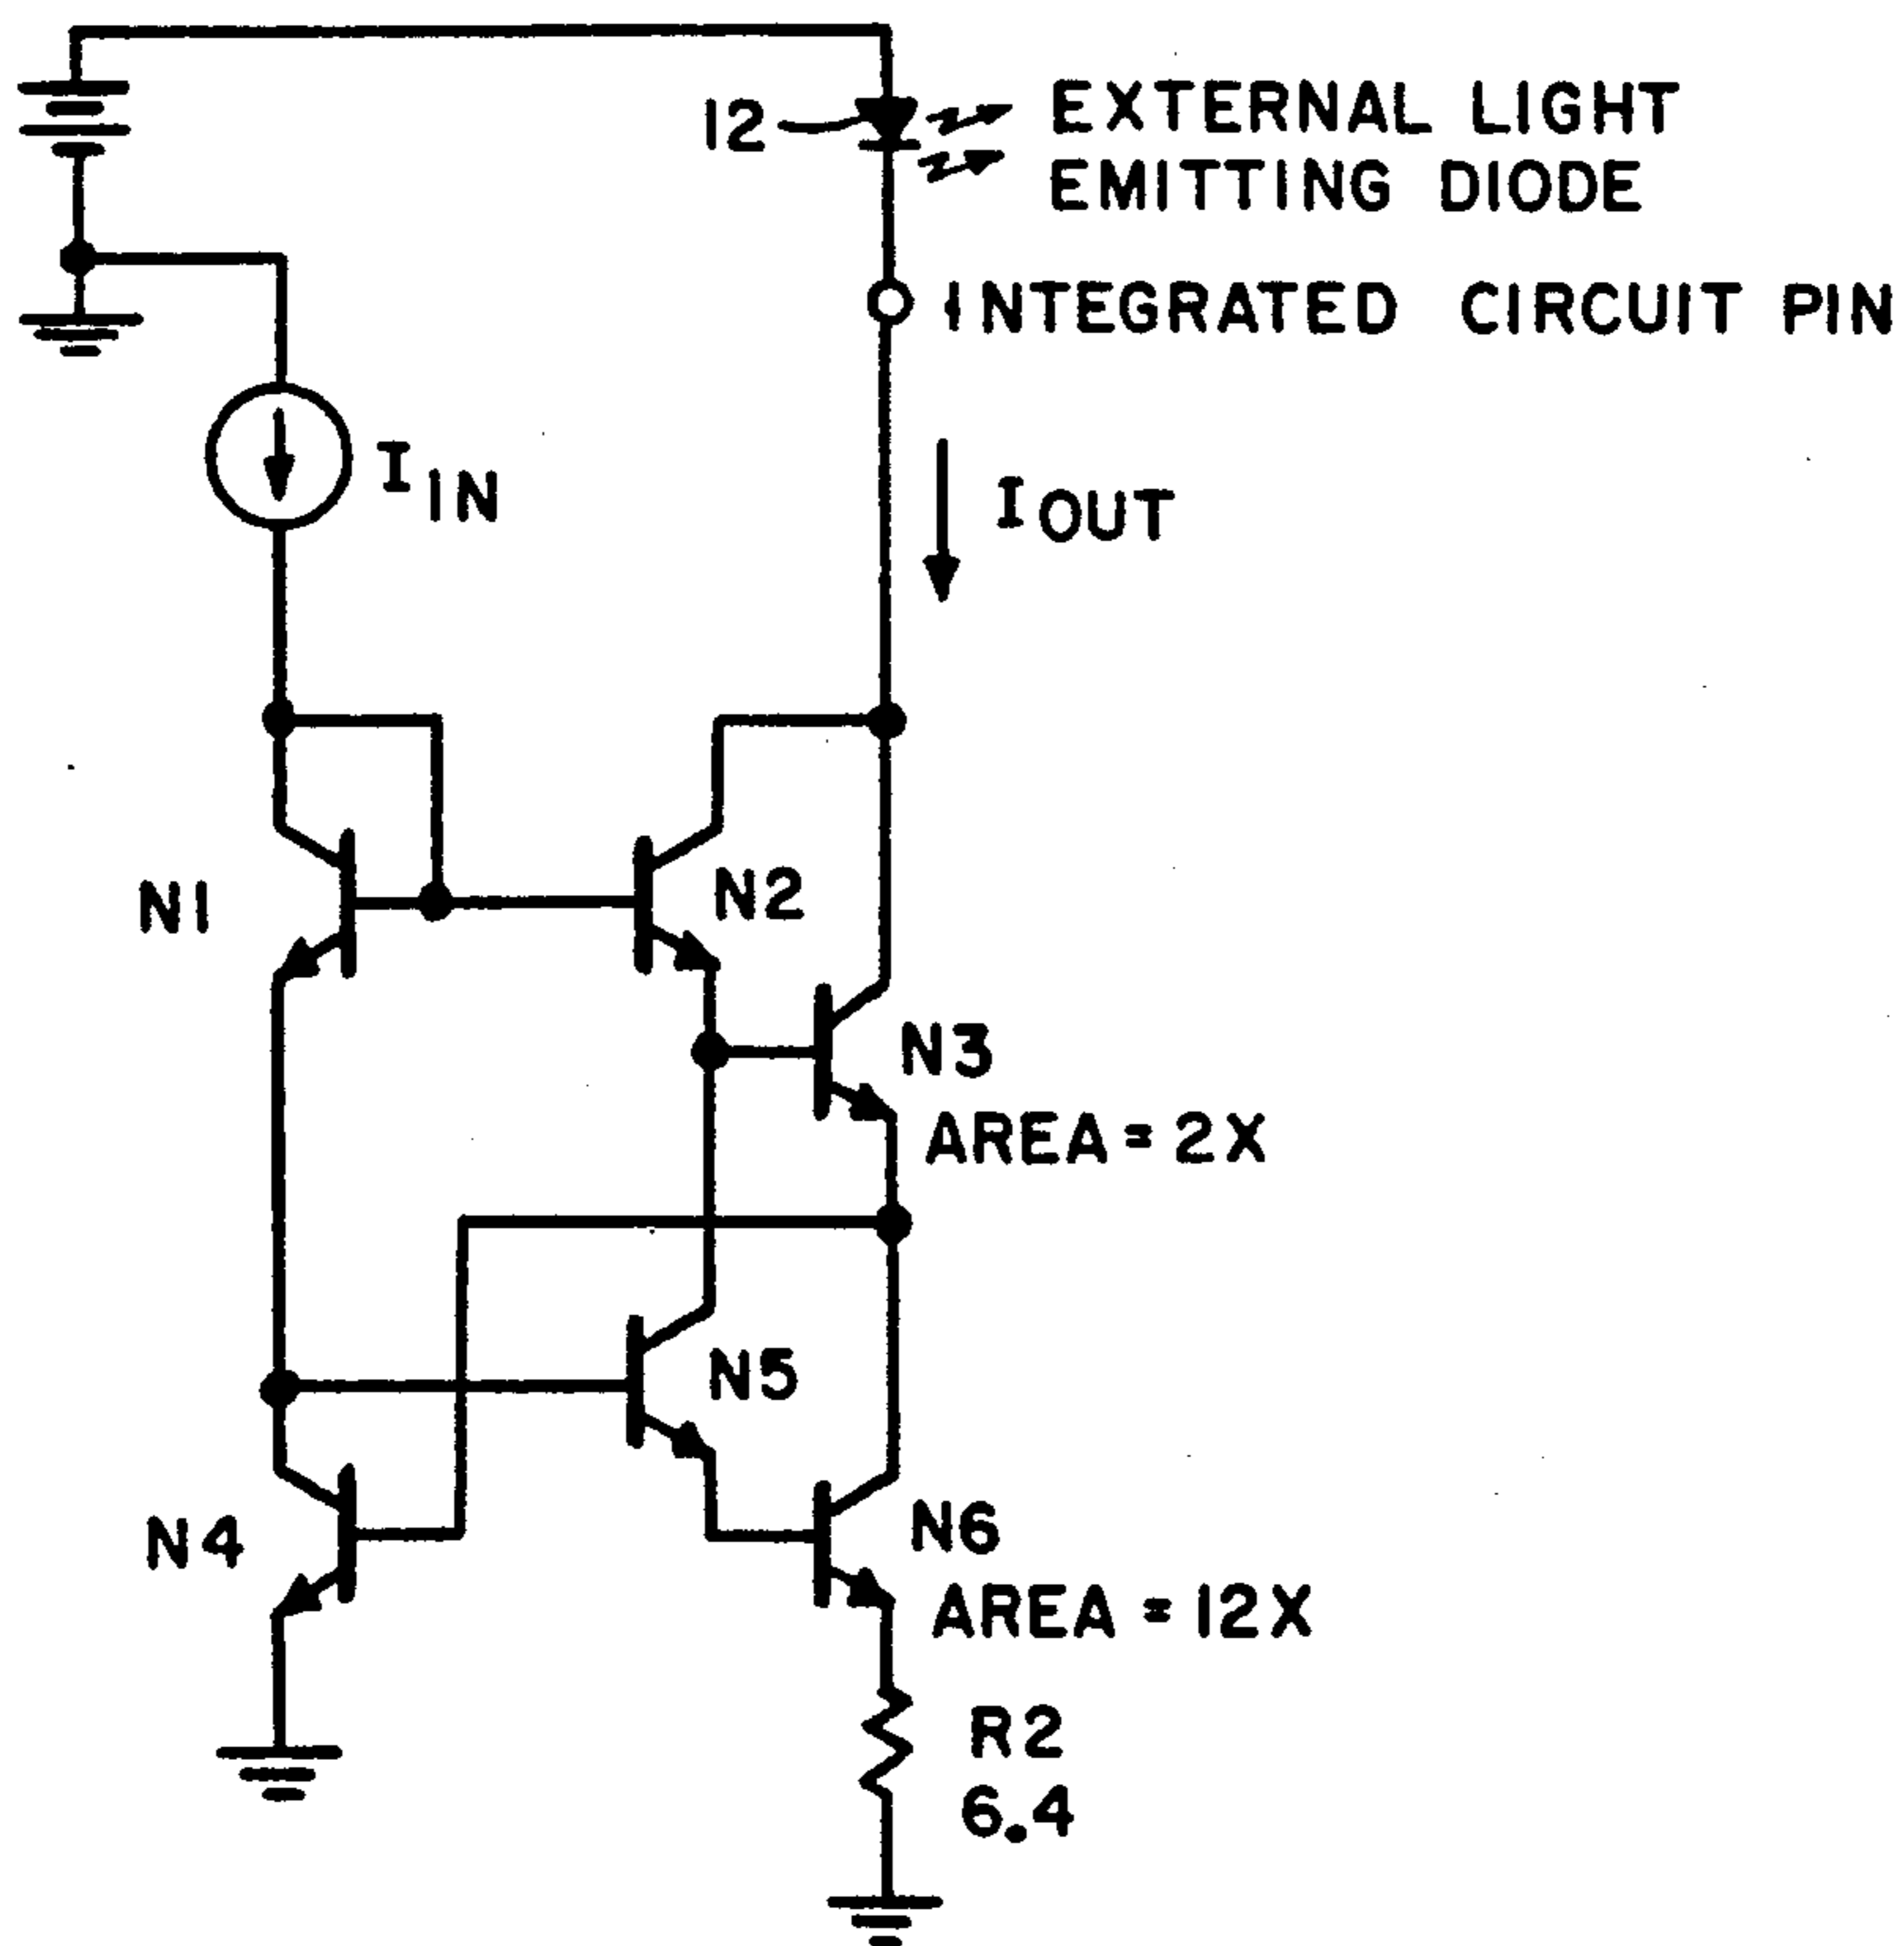 12
EXTERNAL LIGHT
EMITTING DIODE
INTEGRATED CIRCUIT PIN
IIN
IOUT
N1
N2
N3
AREA = 2X
N5
N4
N6
AREA = 12X
R2
6.4